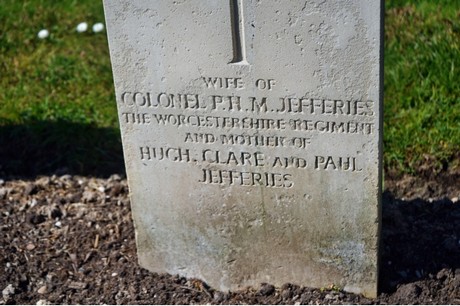 WIFE OF
COLONEL P.H.M. JEFFERIES
THE WORCESTERSHIRE REGIMENT
AND MOTHER OF
HUGH, CLARE AND PAUL
JEFFERIES